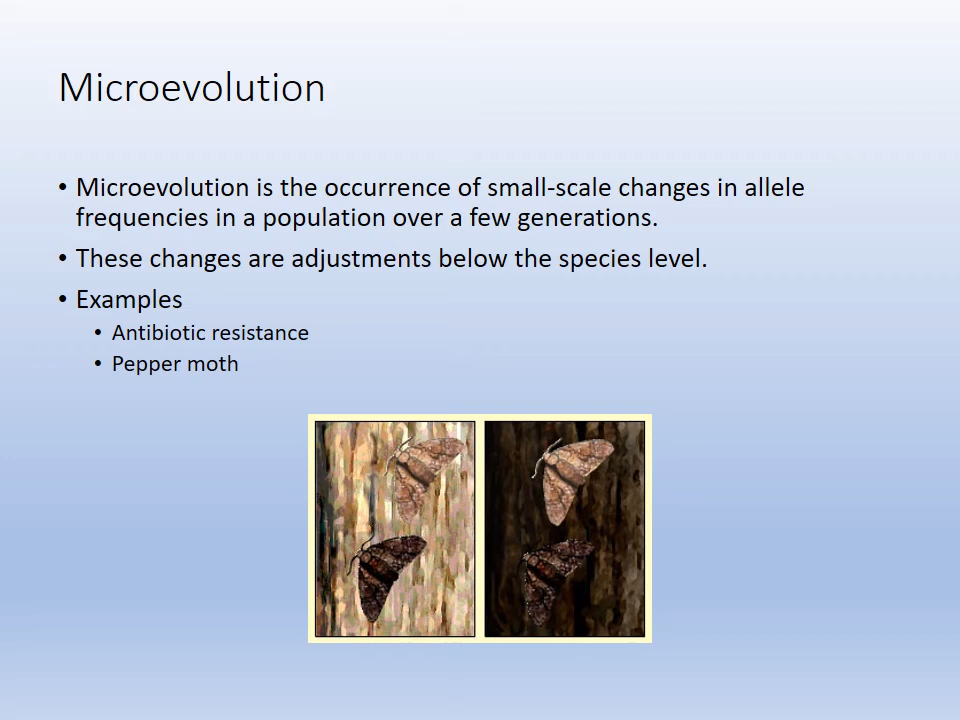 Microevolution
• Microevolution is the occurrence of small-scale changes in allele
frequencies in a population over a few generations.
• These changes are adjustments below the species level.
• Examples
• Antibiotic resistance
• Pepper moth